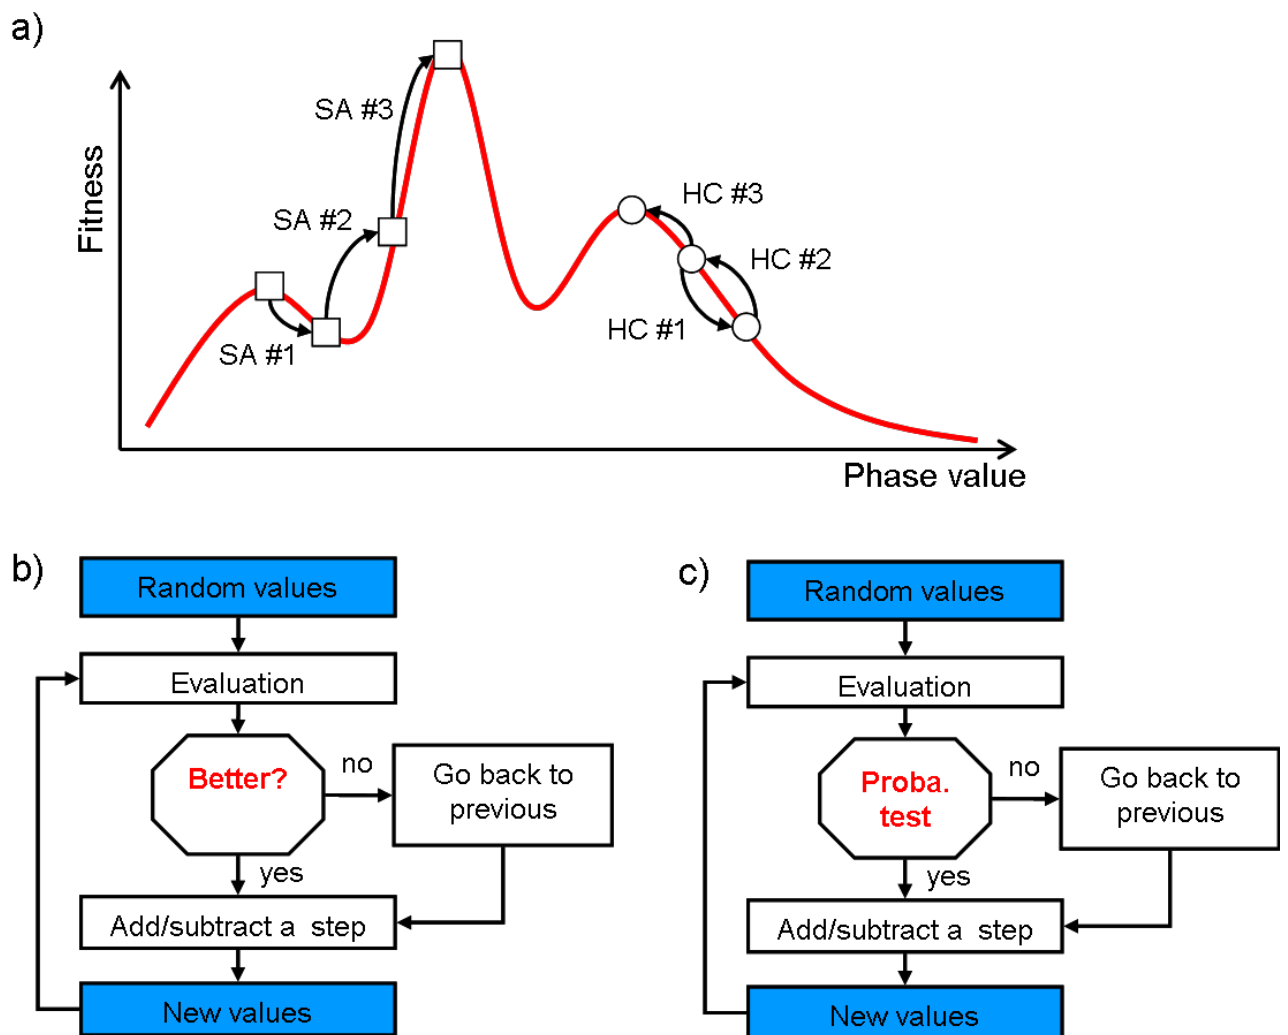 a)
SA #3
SA #2
SA #1
HC #3
HC #2
HC #1
Fitness
Phase value
b)
Random values
Evaluation
Better?
no
Go back to
previous
yes
Add/subtract a step
New values
c)
Random values
Evaluation
Proba.
test
no
Go back to
previous
yes
Add/subtract a step
New values